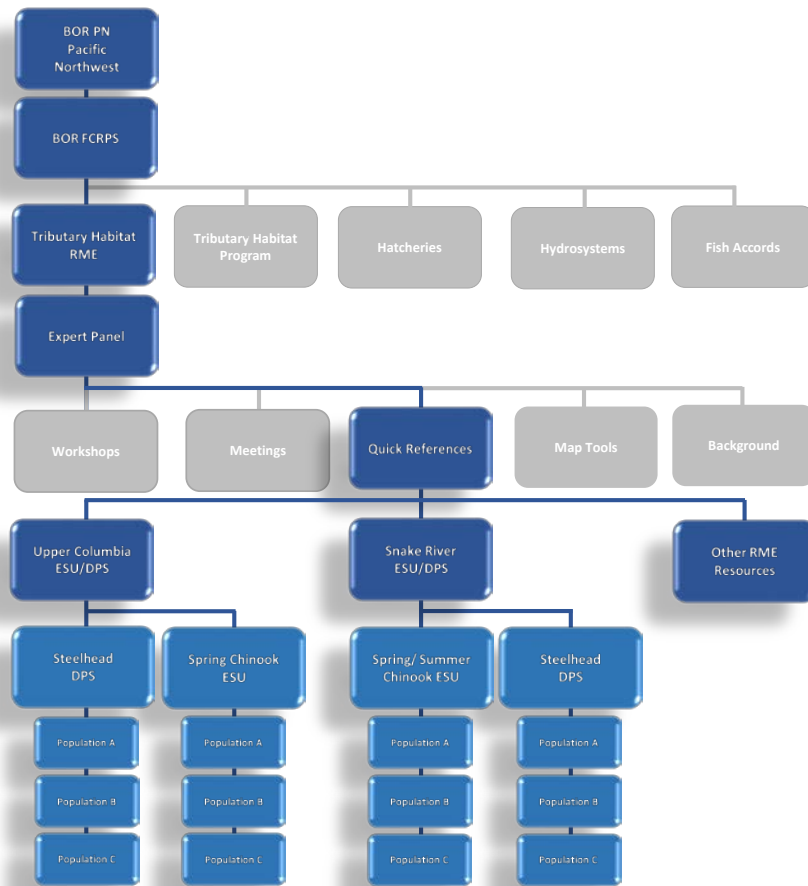 BOR PN
Pacific
Northwest
BOR FCRPS
Tributary Habitat
RME
Tributary Habitat
Program
Hatcheries
Hydrosystems
Fish Accords
Expert Panel
Workshops
Meetings
Quick References
Map Tools
Background
Upper Columbia
ESU/DPS
Snake River
ESU/DPS
Other RME
Resources
Steelhead
DPS
Spring Chinook
ESU
Spring/ Summer
Chinook ESU
Steelhead
DPS
Population A
Population A
Population A
Population A
Population B
Population B
Population B
Population B
Population C
Population C
Population C
Population C